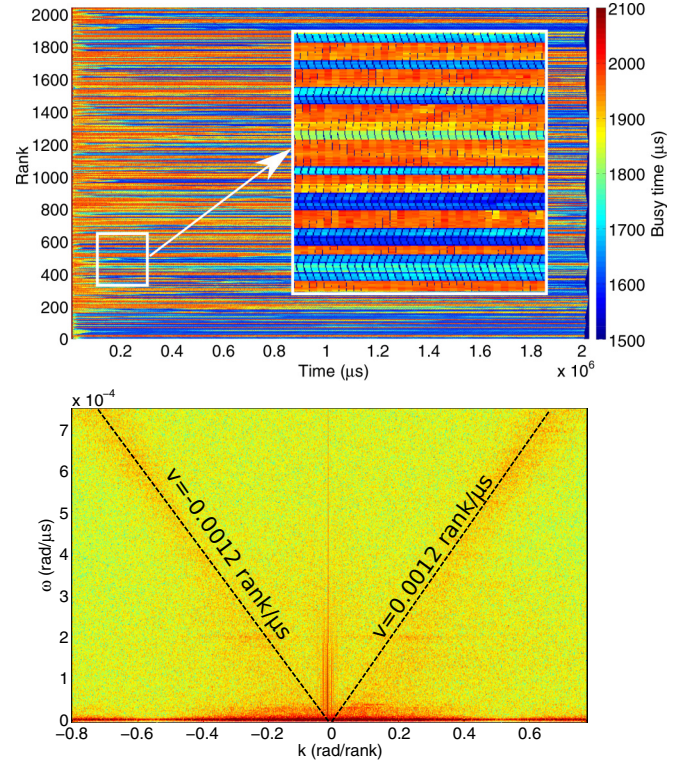 2000
1800
1600
1400
1200
1000
800
600
400
200
0
Rank
0.2 0.4 0.6 0.8 1 1.2 1.4 1.6 1.8 2
Time (μs)
x 10⁶
2100
2000
1900
1800
1700
1600
1500
Busy time (μs)
x 10⁻⁴
7
6
5
4
3
2
1
0
ω (rad/μs)
v=-0.0012 rank/μs
v=0.0012 rank/μs
−0.8 −0.6 −0.4 −0.2 0 0.2 0.4 0.6
k (rad/rank)